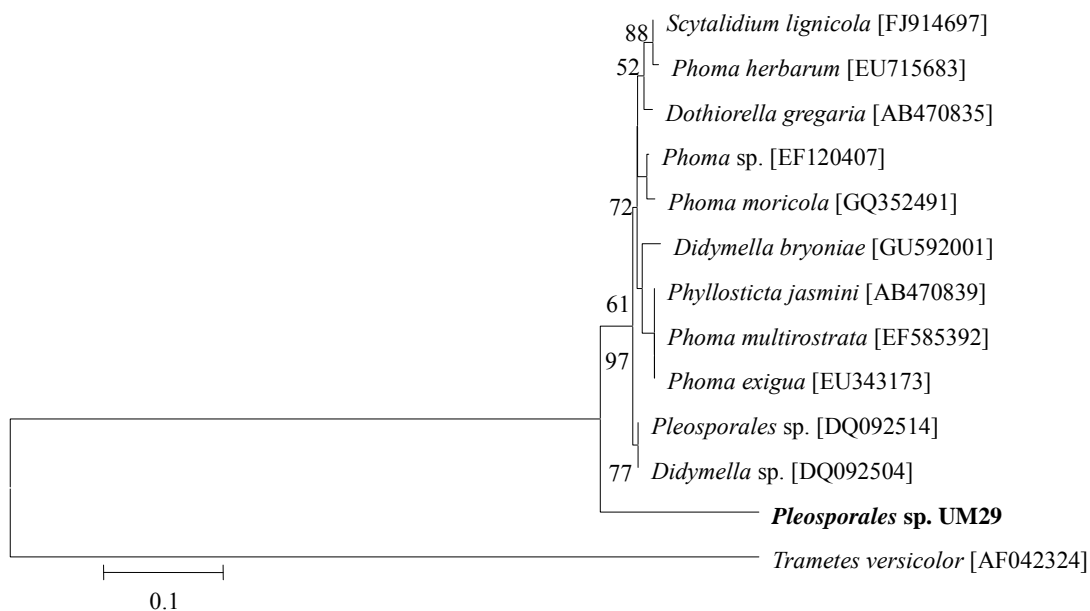 Scytalidium lignicola [FJ914697]
88
52
Phoma herbarum [EU715683]
Dothiorella gregaria [AB470835]
Phoma sp. [EF120407]
72
Phoma moricola [GQ352491]
Didymella bryoniae [GU592001]
Phyllosticta jasmini [AB470839]
61
Phoma multirostrata [EF585392]
97
Phoma exigua [EU343173]
Pleosporales sp. [DQ092514]
77
Didymella sp. [DQ092504]
Pleosporales sp. UM29
Trametes versicolor [AF042324]
0.1